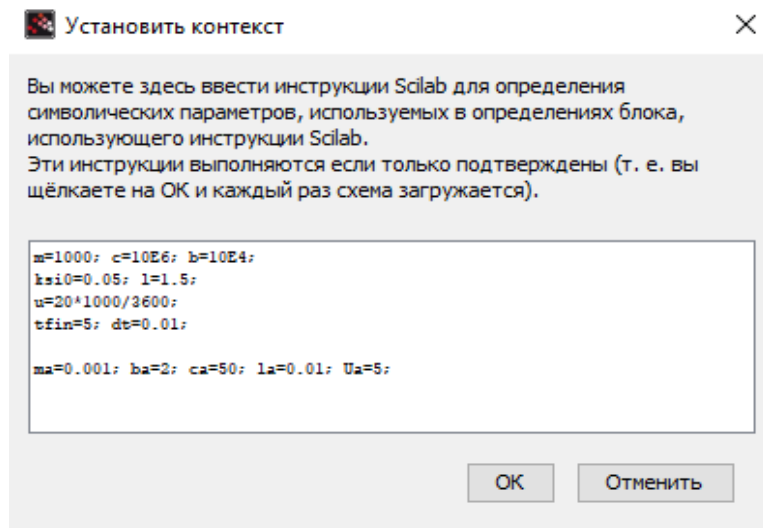 Установить контекст
Вы можете здесь ввести инструкции Scilab для определения
символических параметров, используемых в определениях блока,
использующего инструкции Scilab.
Эти инструкции выполняются если только подтверждены (т. е. вы
щёлкаете на ОК и каждый раз схема загружается).
m=1000; c=10E6; b=10E4;
ksi0=0.05; l=1.5;
u=20*1000/3600;
tfin=5; dt=0.01;
ma=0.001; ba=2; ca=50; la=0.01; Ua=5;
ОК
Отменить